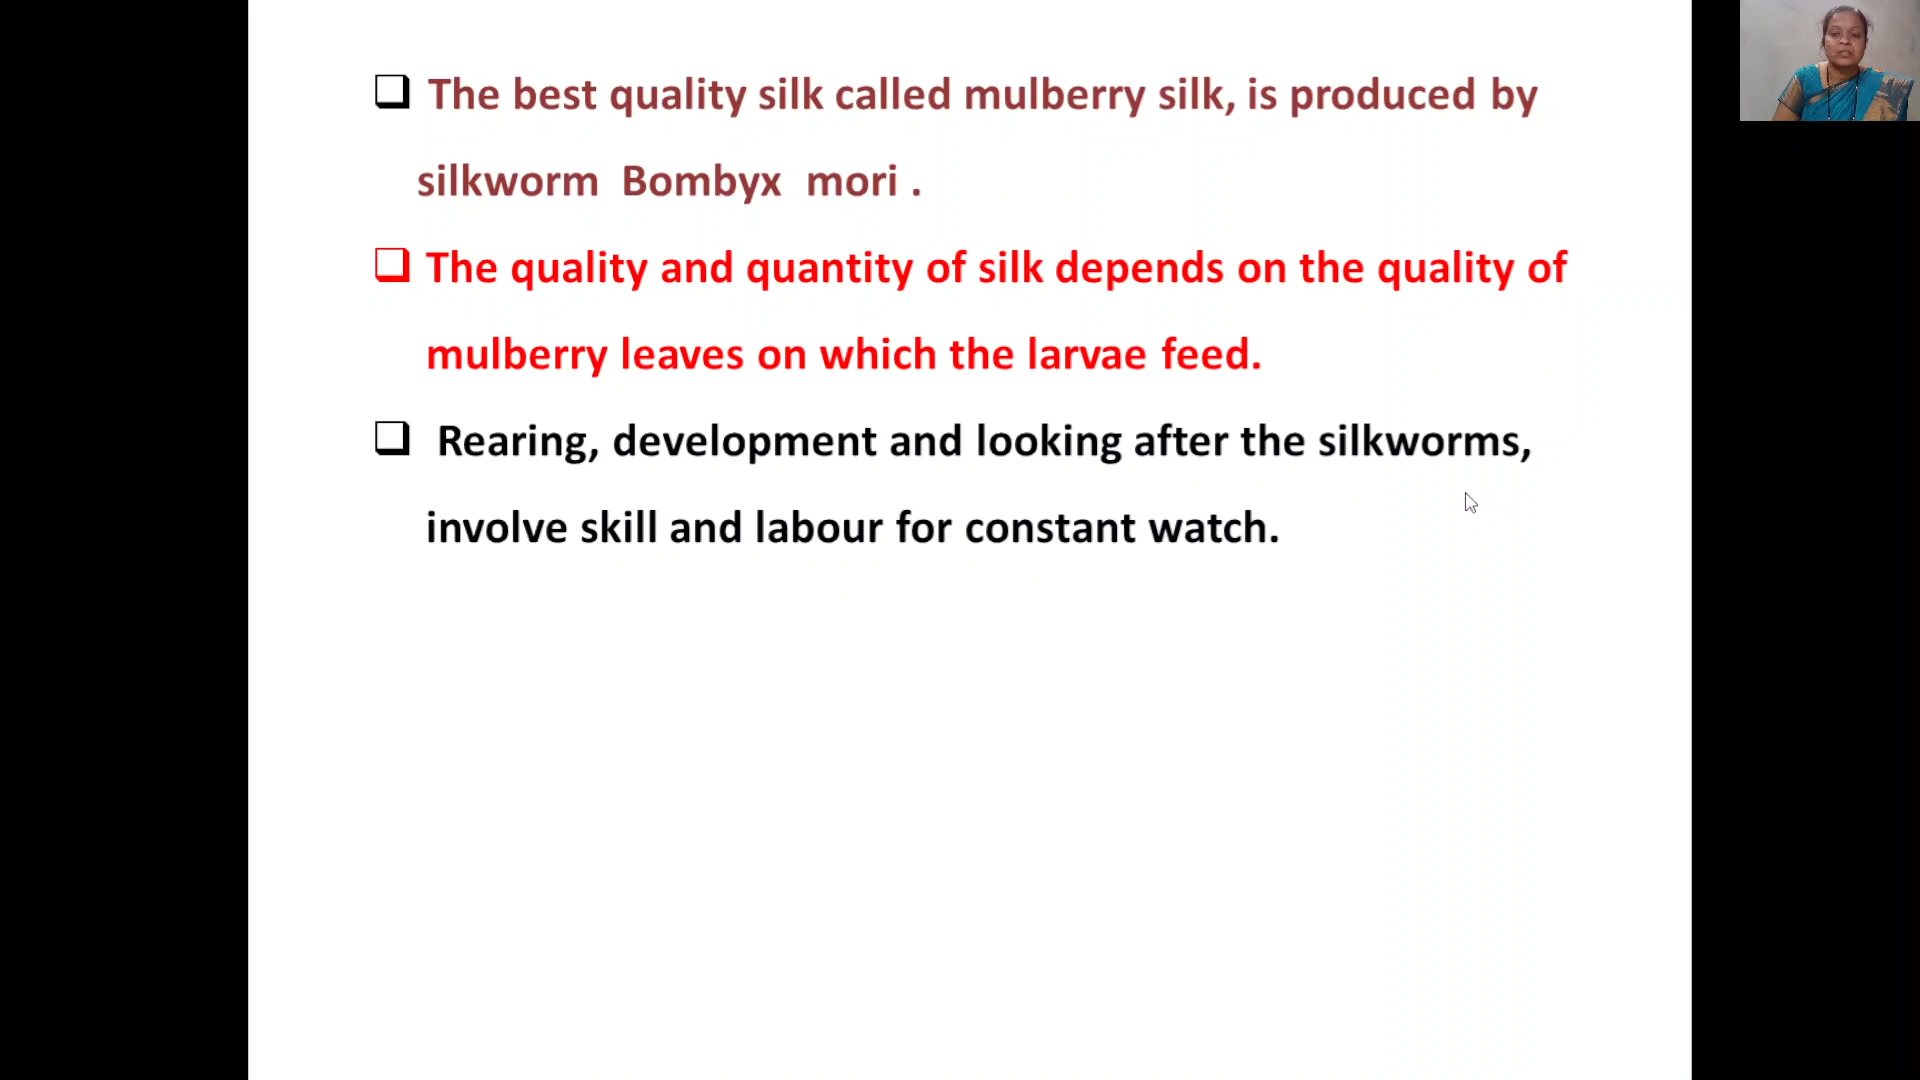 The best quality silk called mulberry silk, is produced by
silkworm Bombyx mori .
The quality and quantity of silk depends on the quality of
mulberry leaves on which the larvae feed.
Rearing, development and looking after the silkworms,
involve skill and labour for constant watch.